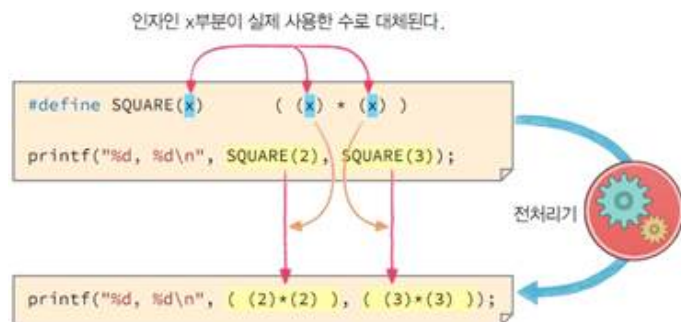 인자인 x부분이 실제 사용한 수로 대체된다.
#define SQUARE(x) ( (x) * (x) )
printf("%d, %d\n", SQUARE(2), SQUARE(3));
전처리기
printf("%d, %d\n", ( (2)*(2) ), ( (3)*(3) ));